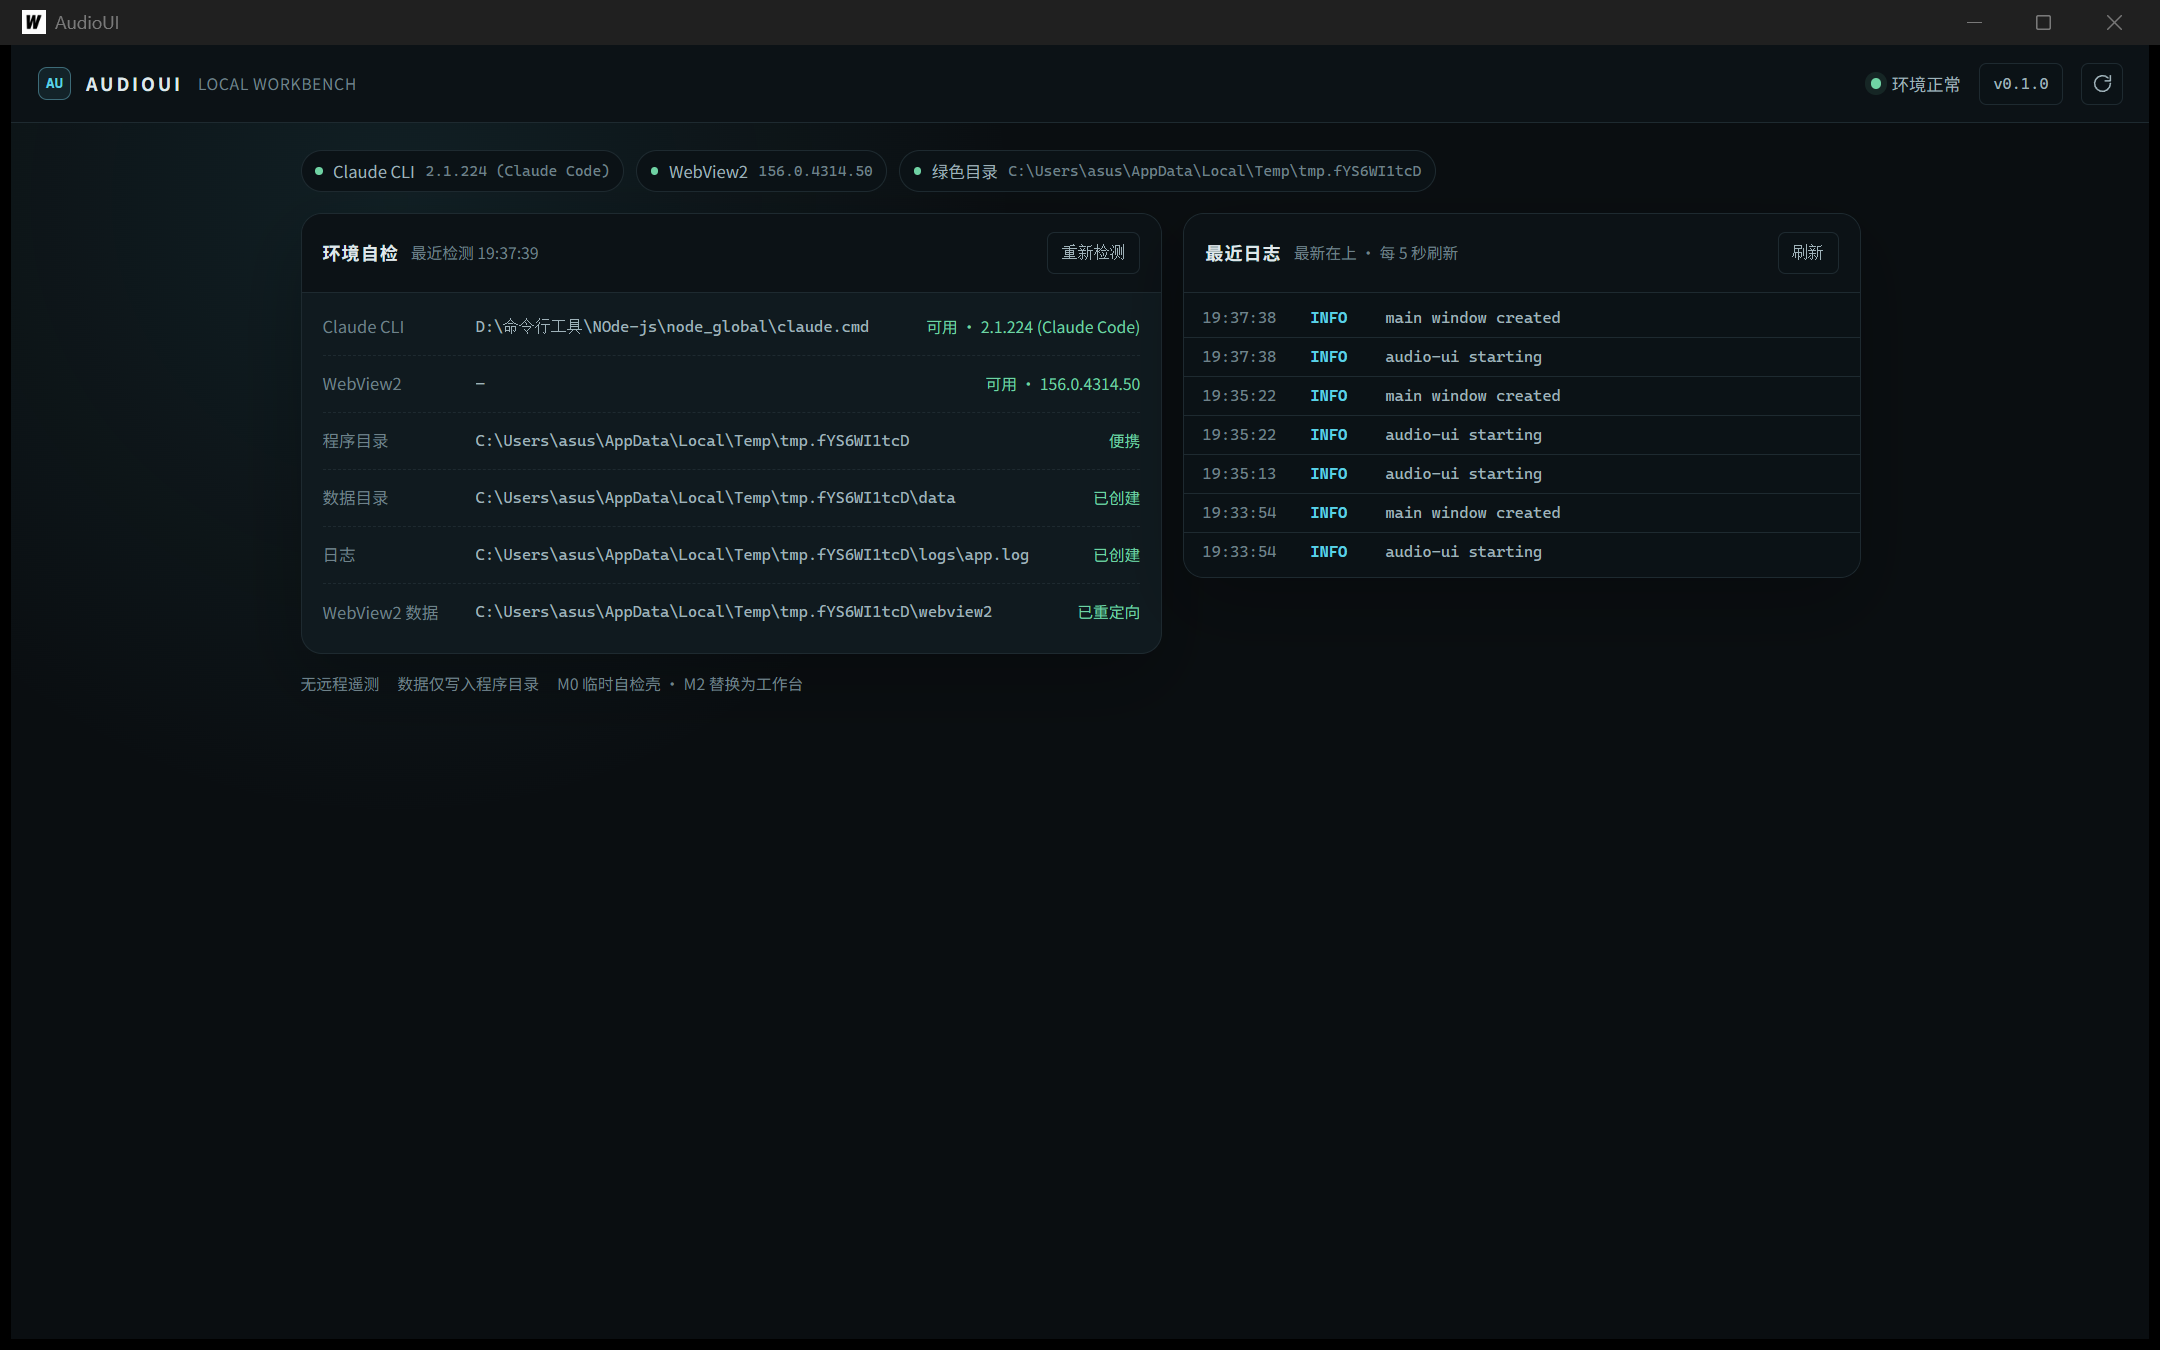 W AudioUI
AU AUDIOUI LOCAL WORKBENCH 环境正常 v0.1.0
Claude CLI 2.1.224 (Claude Code) WebView2 156.0.4314.50 绿色目录 C:\Users\asus\AppData\Local\Temp\tmp.fYS6WI1tcD
环境自检 最近检测 19:37:39 重新检测
Claude CLI D:\命令行工具\NOde-js\node_global\claude.cmd 可用 · 2.1.224 (Claude Code)
WebView2 — 可用 · 156.0.4314.50
程序目录 C:\Users\asus\AppData\Local\Temp\tmp.fYS6WI1tcD 便携
数据目录 C:\Users\asus\AppData\Local\Temp\tmp.fYS6WI1tcD\data 已创建
日志 C:\Users\asus\AppData\Local\Temp\tmp.fYS6WI1tcD\logs\app.log 已创建
WebView2 数据 C:\Users\asus\AppData\Local\Temp\tmp.fYS6WI1tcD\webview2 已重定向
最近日志 最新在上 · 每 5 秒刷新 刷新
19:37:38 INFO main window created
19:37:38 INFO audio-ui starting
19:35:22 INFO main window created
19:35:22 INFO audio-ui starting
19:35:13 INFO audio-ui starting
19:33:54 INFO main window created
19:33:54 INFO audio-ui starting
无远程遥测 数据仅写入程序目录 M0 临时自检壳 · M2 替换为工作台